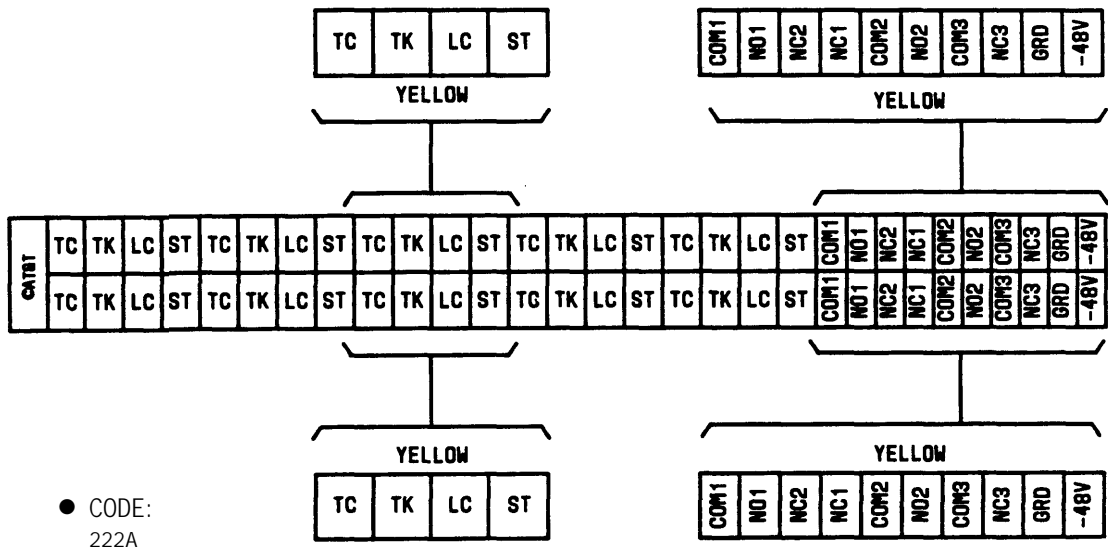 TC TK LC ST
COM1 NO1 NC2 NC1 COM2 NO2 COM3 NC3 GRD -48V
YELLOW
YELLOW
TC TK LC ST TC TK LC ST TC TK LC ST TC TK LC ST TC TK LC ST COM1 NO1 NC2 NC1 COM2 NO2 COM3 NC3 GRD -48V
TC TK LC ST TC TK LC ST TC TK LC ST TC TK LC ST TC TK LC ST COM1 NO1 NC2 NC1 COM2 NO2 COM3 NC3 GRD -48V
YELLOW
YELLOW
TC TK LC ST
COM1 NO1 NC2 NC1 COM2 NO2 COM3 NC3 GRD -48V
● CODE:
222A